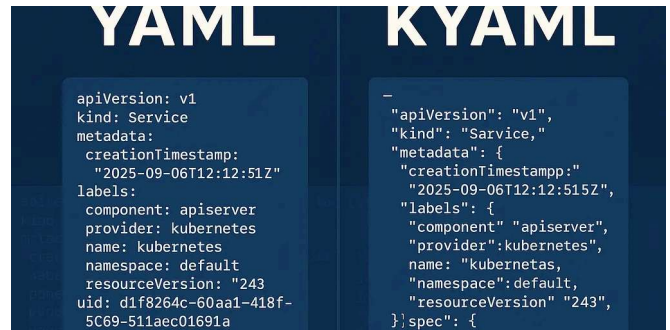 YAML
apiVersion: v1
kind: Service
metadata:
creationTimestamp:
"2025-09-06T12:12:51Z"
labels:
component: apiserver
provider: kubernetes
name: kubernetes
namespace: default
resourceVersion: "243
uid: d1f8264c-60aa1-418f-
5C69-511aec01691a
KYAML
—
"apiVersion": "v1",
"kind": "Sarvice,"
"metadata": {
"creationTimestampp:"
"2025-09-06T12:12:515Z",
"labels": {
"component" "apiserver",
"provider":kubernetes",
name: "kubernetas,
"namespace":default,
"resourceVersion" "243",
}¦spec": {